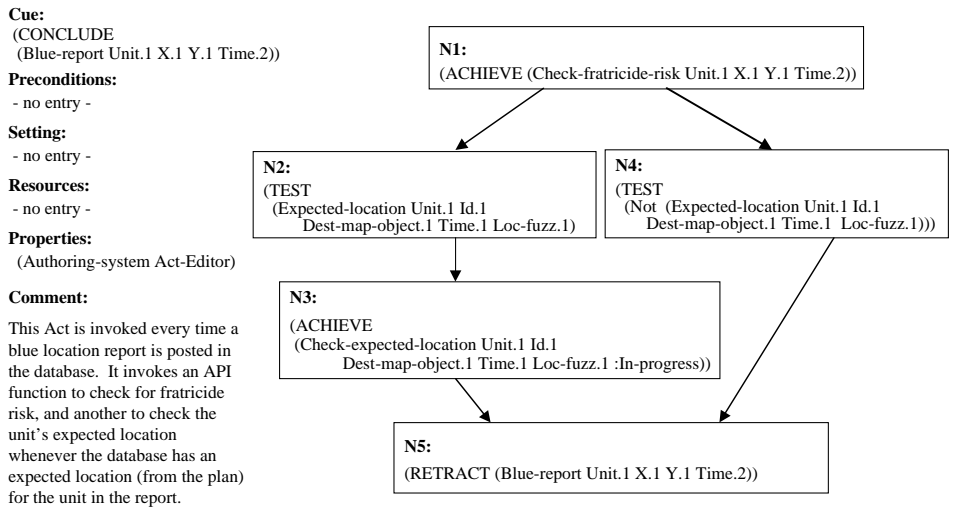 Cue:
(CONCLUDE
(Blue-report Unit.1 X.1 Y.1 Time.2))
Preconditions:
- no entry -
Setting:
- no entry -
Resources:
- no entry -
Properties:
(Authoring-system Act-Editor)
Comment:
This Act is invoked every time a
blue location report is posted in
the database. It invokes an API
function to check for fratricide
risk, and another to check the
unit's expected location
whenever the database has an
expected location (from the plan)
for the unit in the report.
N1:
(ACHIEVE (Check-fratricide-risk Unit.1 X.1 Y.1 Time.2))
N2:
(TEST
(Expected-location Unit.1 Id.1
Dest-map-object.1 Time.1 Loc-fuzz.1)
N4:
(TEST
(Not (Expected-location Unit.1 Id.1
Dest-map-object.1 Time.1 Loc-fuzz.1)))
N3:
(ACHIEVE
(Check-expected-location Unit.1 Id.1
Dest-map-object.1 Time.1 Loc-fuzz.1 :In-progress))
N5:
(RETRACT (Blue-report Unit.1 X.1 Y.1 Time.2))